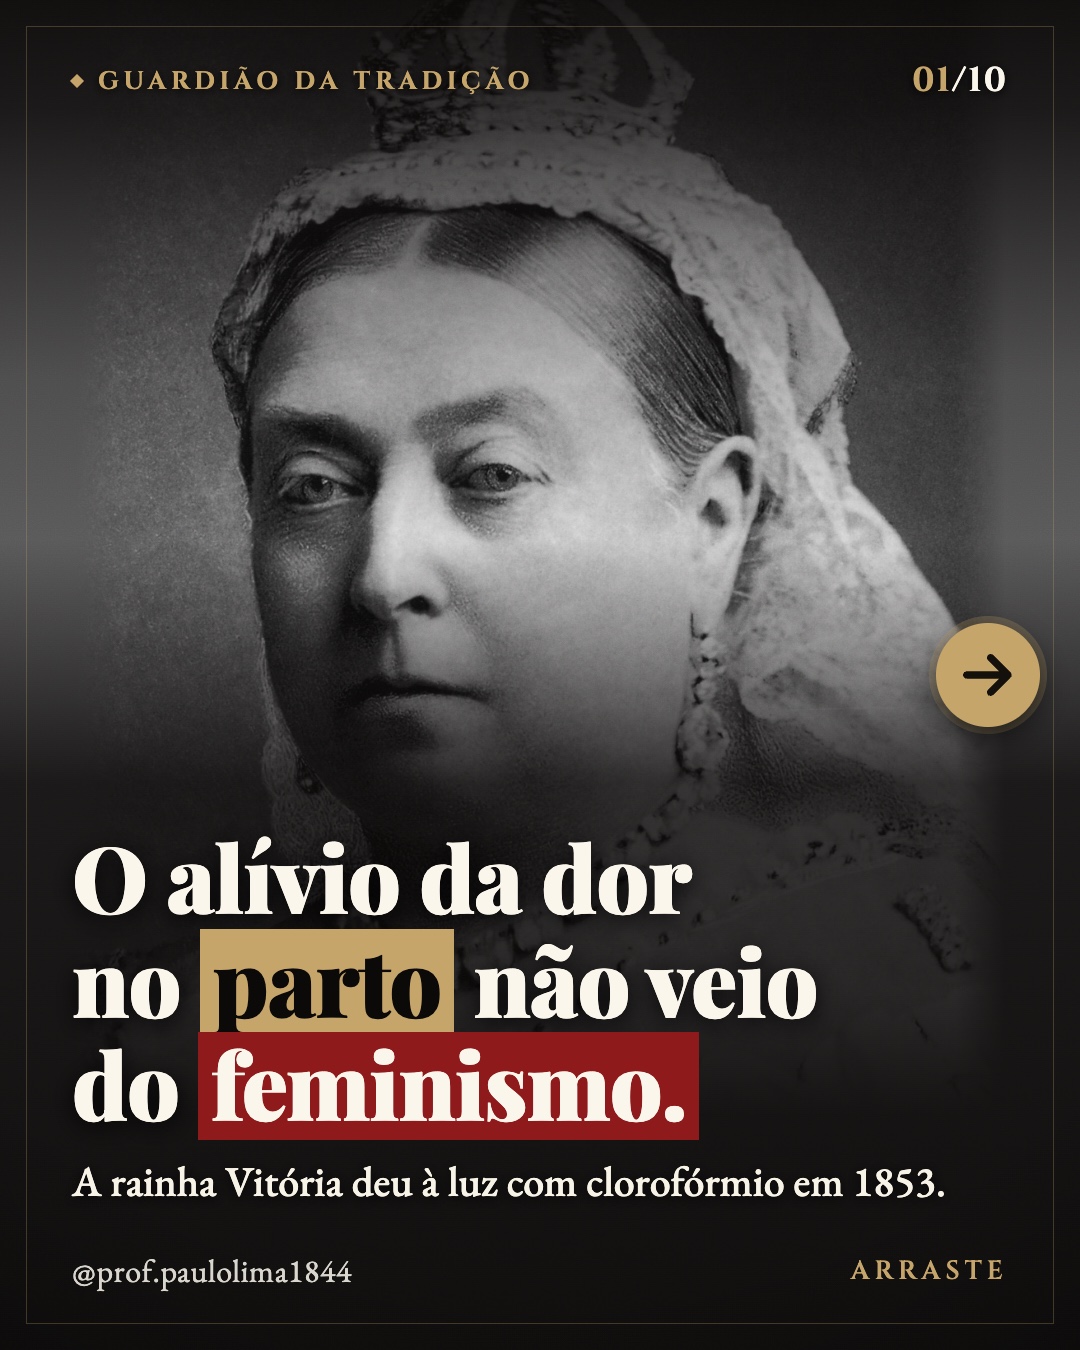 GUARDIÃO DA TRADIÇÃO
01/10
O alívio da dor
no parto não veio
do feminismo.
A rainha Vitória deu à luz com clorofórmio em 1853.
@prof.paulolima1844
ARRASTE